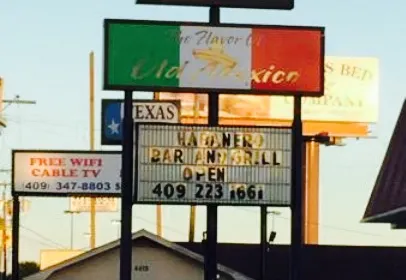 The Flavor Of
Old Mexico
TEXAS
HABANERO
BAR AND GRILL
OPEN
409 223 1661
FREE WIFI
CABLE TV
(409) 347-8803
S BED
COMPANY